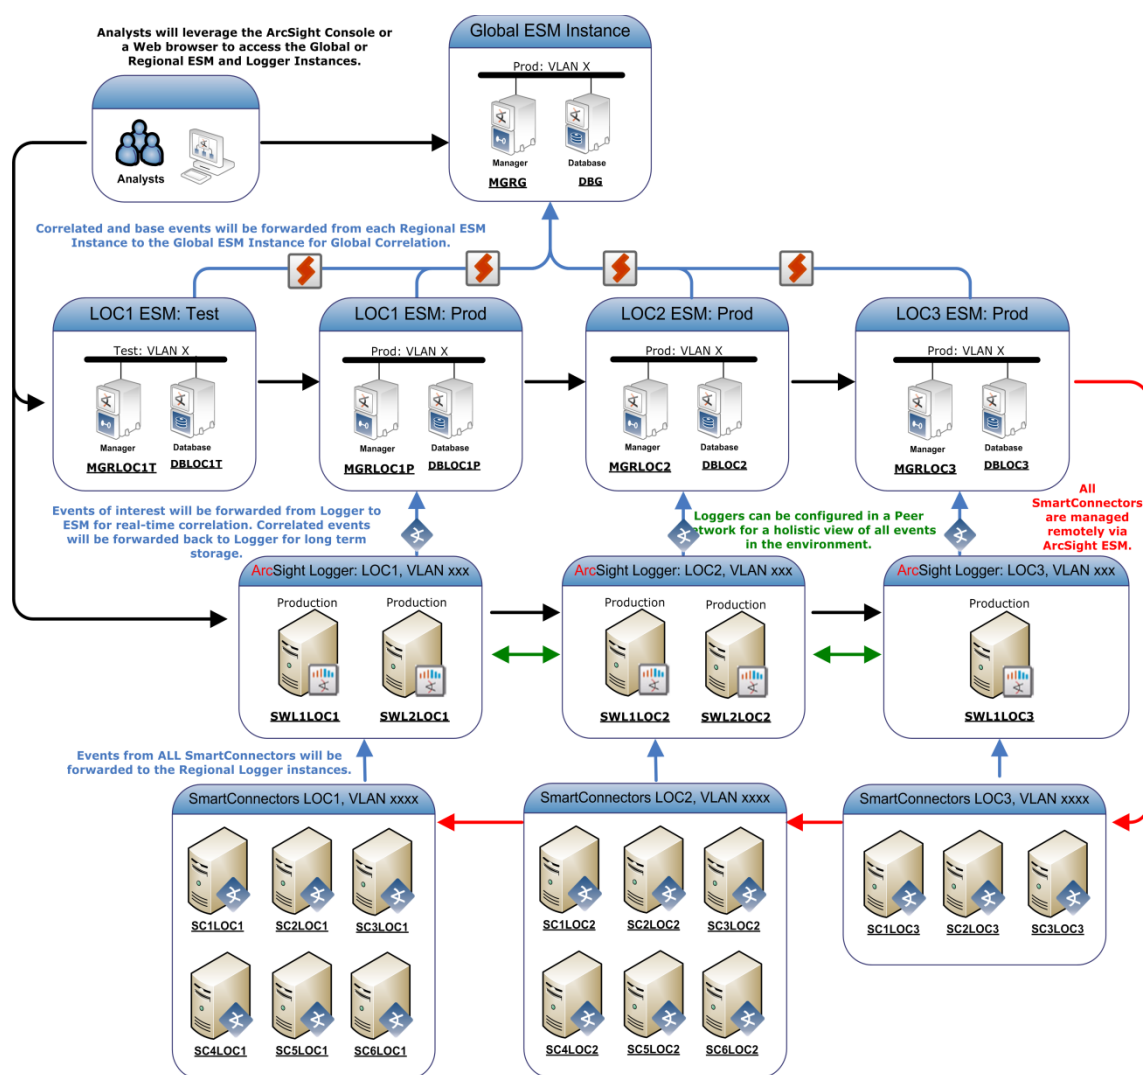 Analysts will leverage the ArcSight Console or
a Web browser to access the Global or
Regional ESM and Logger Instances.
Global ESM Instance
Prod: VLAN X
Manager
Database
MGRG
DBG
Analysts
Correlated and base events will be forwarded from each Regional ESM
Instance to the Global ESM Instance for Global Correlation.
LOC1 ESM: Test
Test: VLAN X
Manager
Database
MGRLOC1T
DBLOC1T
LOC1 ESM: Prod
Prod: VLAN X
Manager
Database
MGRLOC1P
DBLOC1P
LOC2 ESM: Prod
Prod: VLAN X
Manager
Database
MGRLOC2
DBLOC2
LOC3 ESM: Prod
Prod: VLAN X
Manager
Database
MGRLOC3
DBLOC3
Events of interest will be forwarded from Logger to
ESM for real-time correlation. Correlated events
will be forwarded back to Logger for long term
storage.
Loggers can be configured in a Peer
etwork for a holistic view of all events
in the environment.
All
SmartConnectors
are managed
remotely via
ArcSight ESM.
ArcSight Logger: LOC1, VLAN xxx
Production
Production
SWL1LOC1
SWL2LOC1
ArcSight Logger: LOC2, VLAN xxx
Production
Production
SWL1LOC2
SWL2LOC2
ArcSight Logger: LOC3, VLAN xxx
Production
SWL1LOC3
Events from ALL SmartConnectors will be
forwarded to the Regional Logger instances.
SmartConnectors LOC1, VLAN xxxx
SC1LOC1
SC2LOC1
SC3LOC1
SC4LOC1
SC5LOC1
SC6LOC1
SmartConnectors LOC2, VLAN xxxx
SC1LOC2
SC2LOC2
SC3LOC2
SC4LOC2
SC5LOC2
SC6LOC2
SmartConnectors LOC3, VLAN xxxx
SC1LOC3
SC2LOC3
SC3LOC3